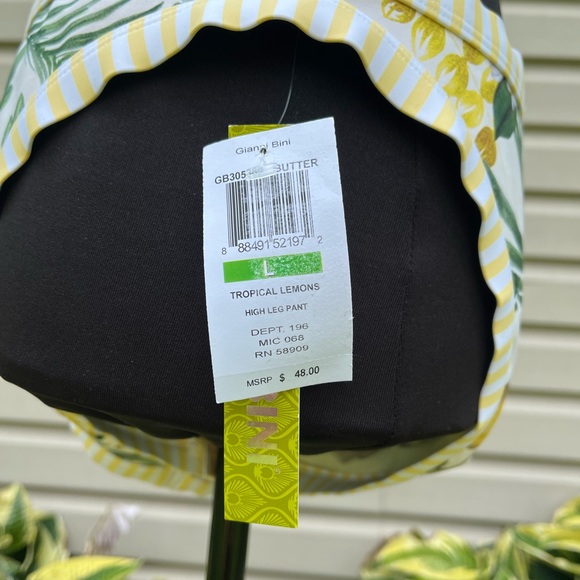 Gianni Bini
GB305 BUTTER
8 88491 52197 2
L
TROPICAL LEMONS
HIGH LEG PANT
DEPT. 196
MIC 068
RN 58909
MSRP $ 48.00
INI